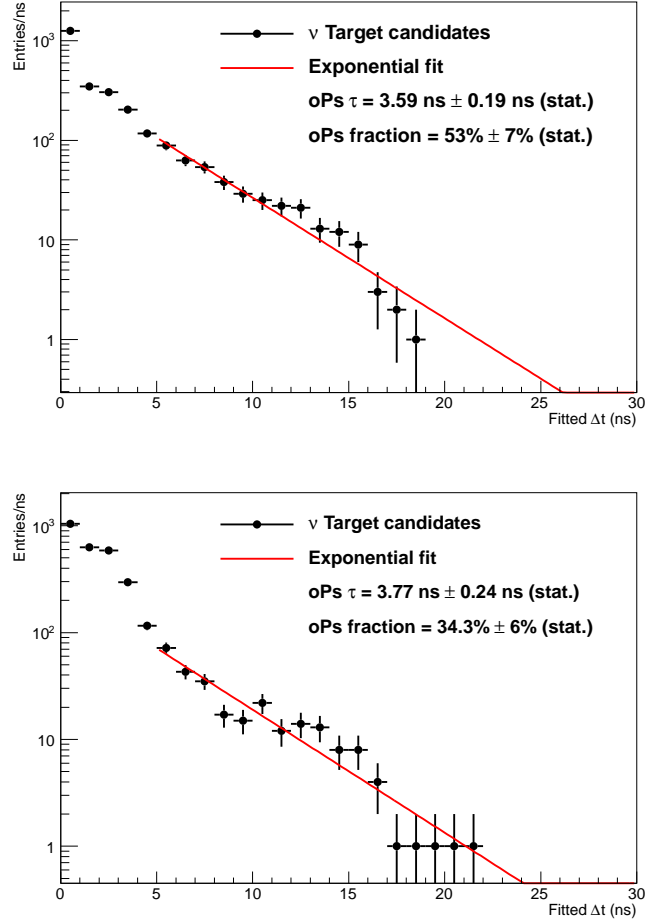 Entries/ns
10³
10²
10
1
ν Target candidates
Exponential fit
oPs τ = 3.59 ns ± 0.19 ns (stat.)
oPs fraction = 53% ± 7% (stat.)
0 5 10 15 20 25 30
Fitted Δt (ns)
Entries/ns
10³
10²
10
1
ν Target candidates
Exponential fit
oPs τ = 3.77 ns ± 0.24 ns (stat.)
oPs fraction = 34.3% ± 6% (stat.)
0 5 10 15 20 25 30
Fitted Δt (ns)